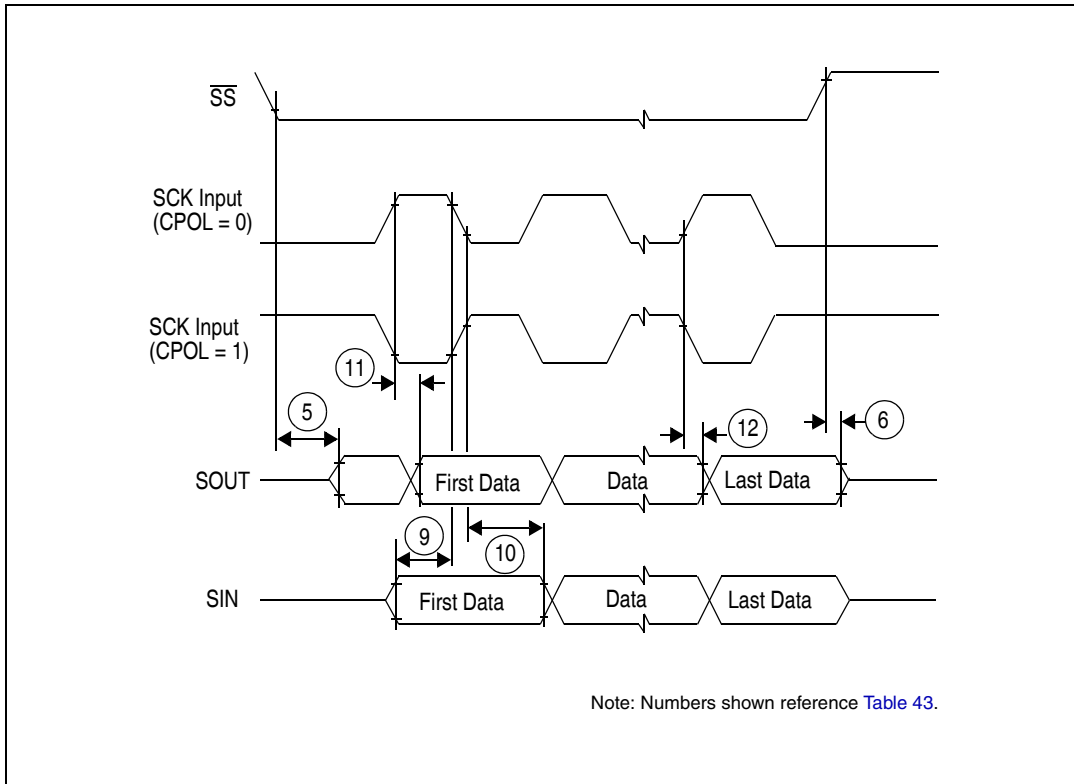 SS
SCK Input
(CPOL = 0)
SCK Input
(CPOL = 1)
11
5
12
6
SOUT
First Data
Data
Last Data
9
10
SIN
First Data
Data
Last Data
Note: Numbers shown reference Table 43.